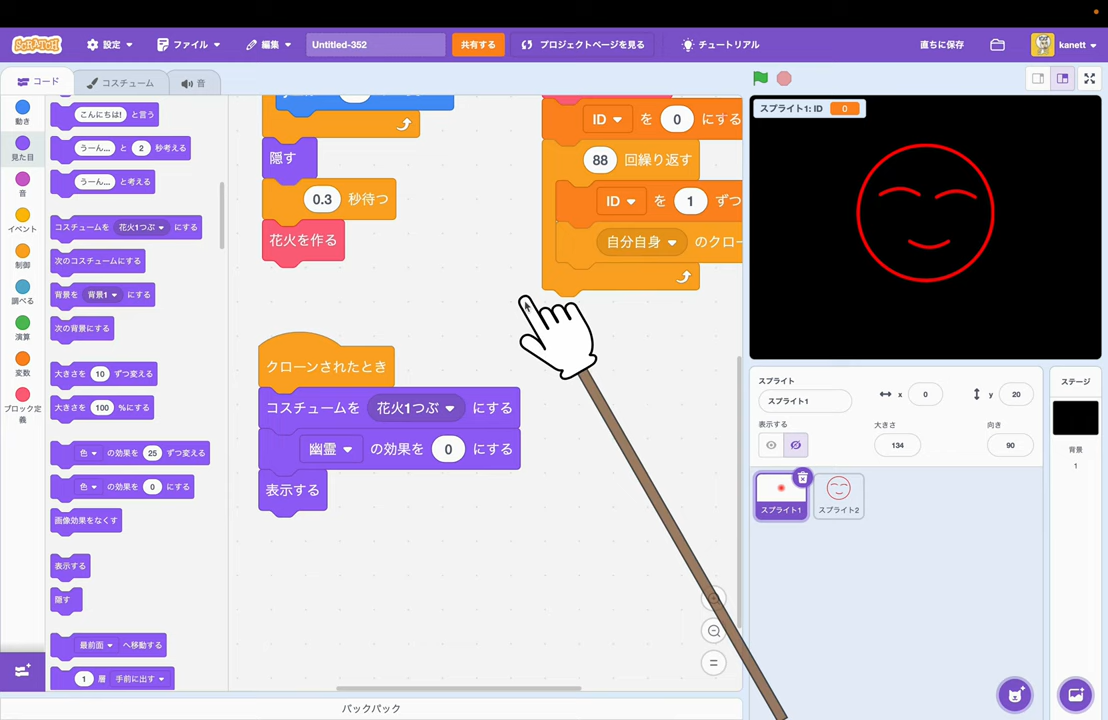 SCRATCH 設定 ファイル 編集 Untitled-352 共有する プロジェクトページを見る チュートリアル 直ちに保存 kanett
コード コスチューム 音
動き
見た目
音
イベント
制御
調べる
演算
変数
ブロック定
義
こんにちは! と言う
うーん... と 2 秒考える
うーん... と考える
コスチュームを 花火1つぶ にする
次のコスチュームにする
背景を 背景1 にする
次の背景にする
大きさを 10 ずつ変える
大きさを 100 %にする
色 の効果を 25 ずつ変える
色 の効果を 0 にする
画像効果をなくす
表示する
隠す
最前面 へ移動する
1 層 手前に出す
隠す
0.3 秒待つ
花火を作る
ID を 0 にする
88 回繰り返す
ID を 1 ずつ
自分自身 のクロー
クローンされたとき
コスチュームを 花火1つぶ にする
幽霊 の効果を 0 にする
表示する
バックパック
スプライト1: ID 0
スプライト
スプライト1
x 0
y 20
表示する
大きさ
134
向き
90
スプライト1
スプライト2
ステージ
背景
1